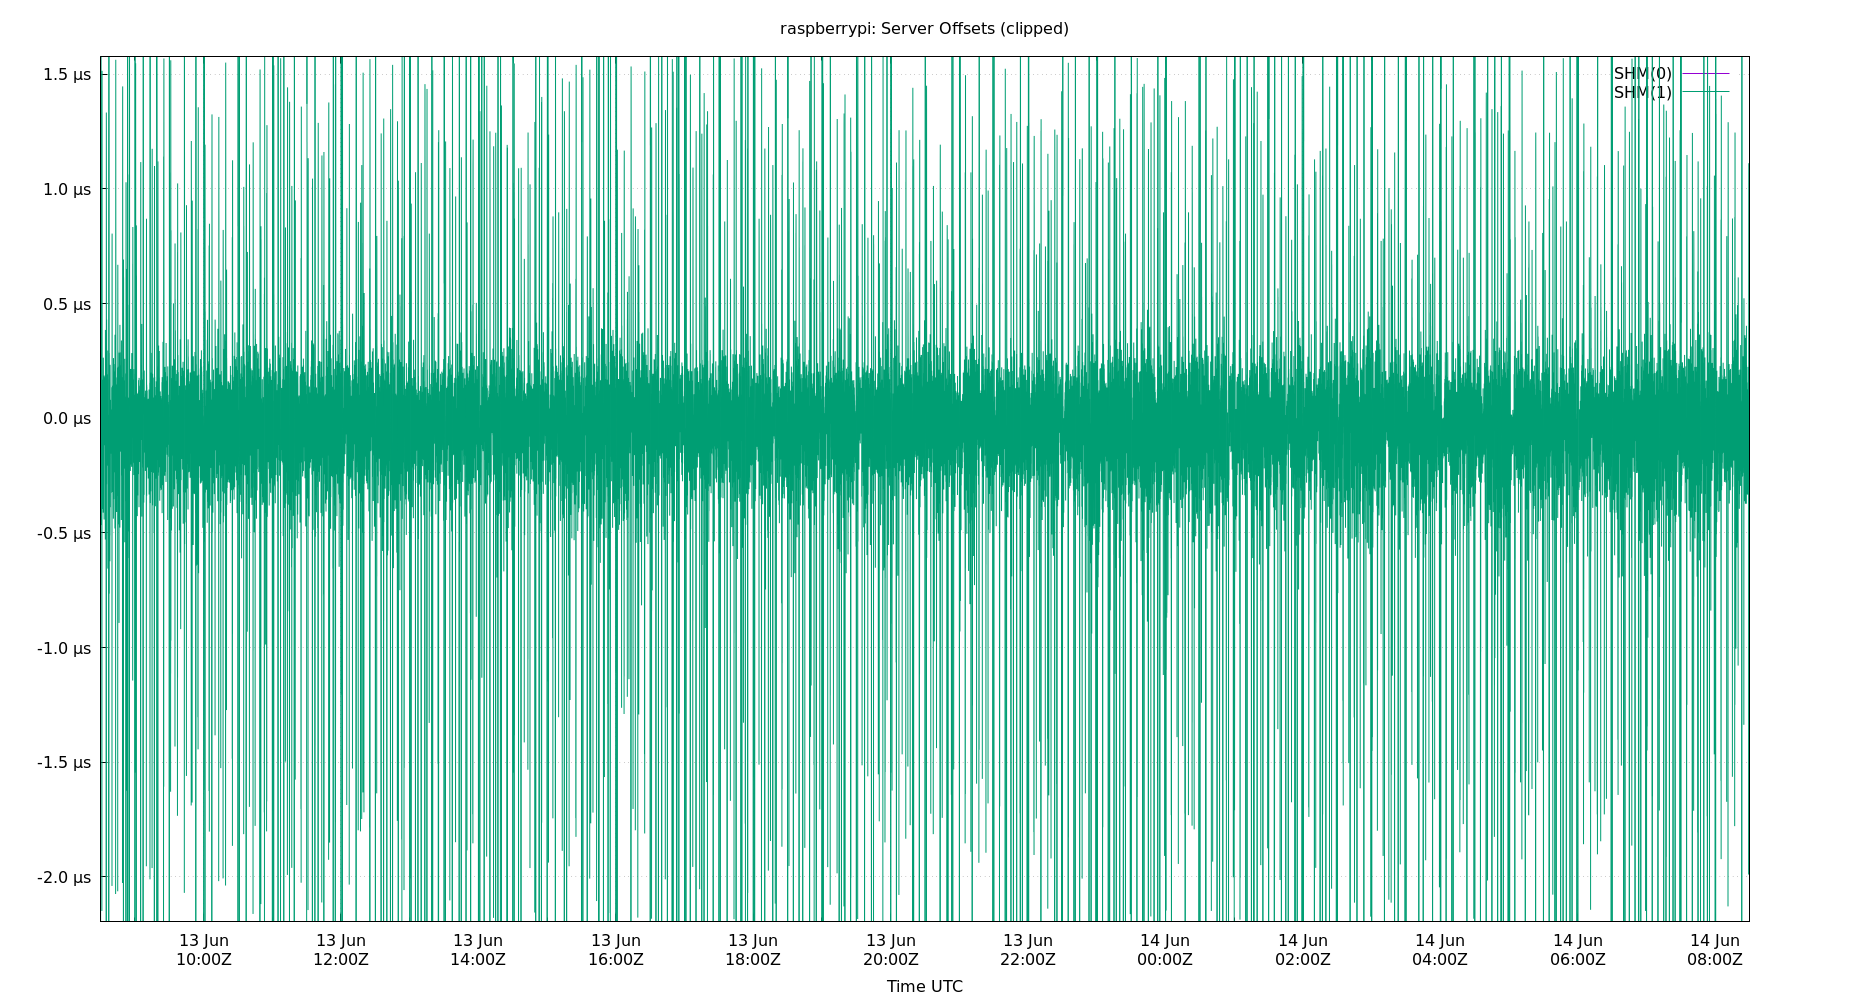 raspberrypi: Server Offsets (clipped)
1.5 μs
SHM(0)
SHM(1)
1.0 μs
0.5 μs
0.0 μs
-0.5 μs
-1.0 μs
-1.5 μs
-2.0 μs
13 Jun 13 Jun 13 Jun 13 Jun 13 Jun 13 Jun 13 Jun 14 Jun 14 Jun 14 Jun 14 Jun 14 Jun
10:00Z 12:00Z 14:00Z 16:00Z 18:00Z 20:00Z 22:00Z 00:00Z 02:00Z 04:00Z 06:00Z 08:00Z
Time UTC